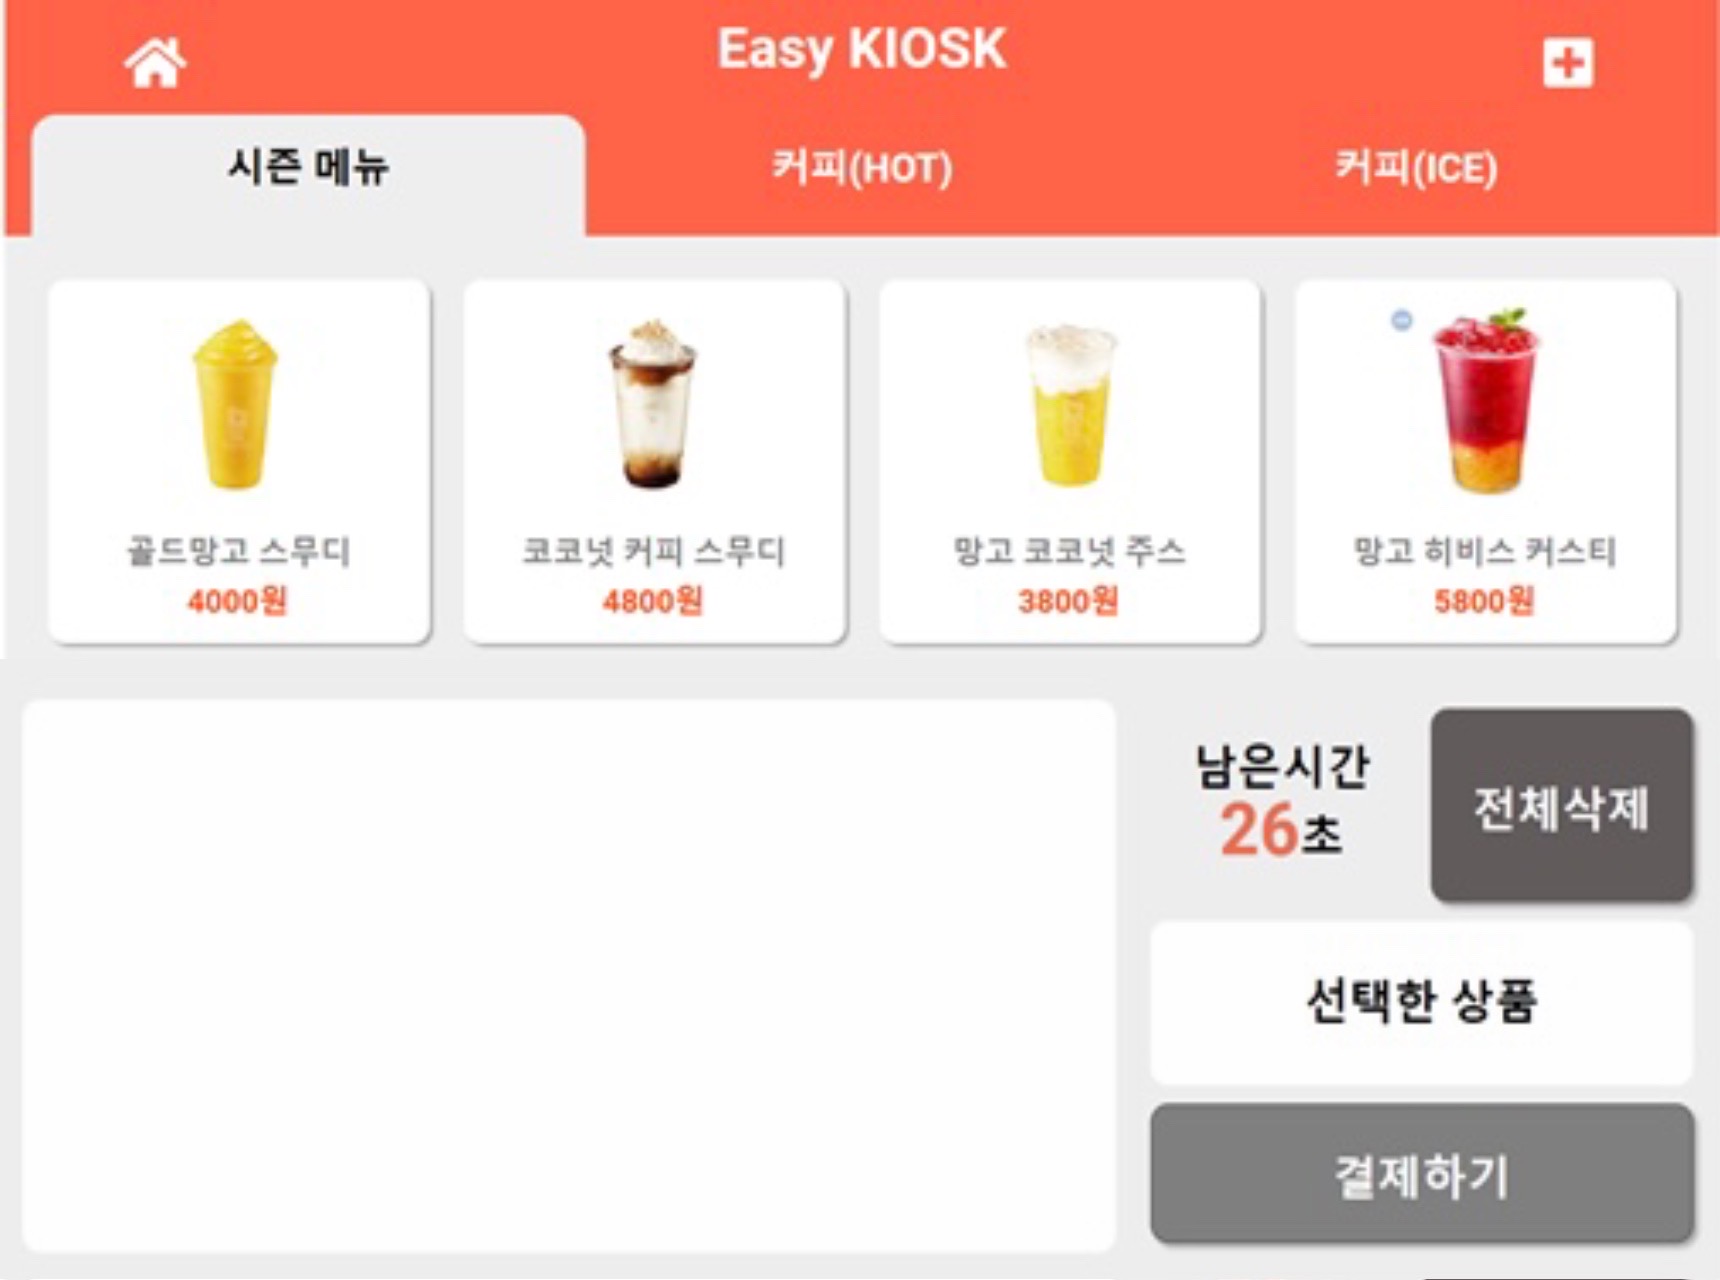 Easy KIOSK
시즌 메뉴
커피(HOT)
커피(ICE)
골드망고 스무디
4000원
코코넛 커피 스무디
4800원
망고 코코넛 주스
3800원
망고 히비스 커스티
5800원
남은시간
26초
전체삭제
선택한 상품
결제하기